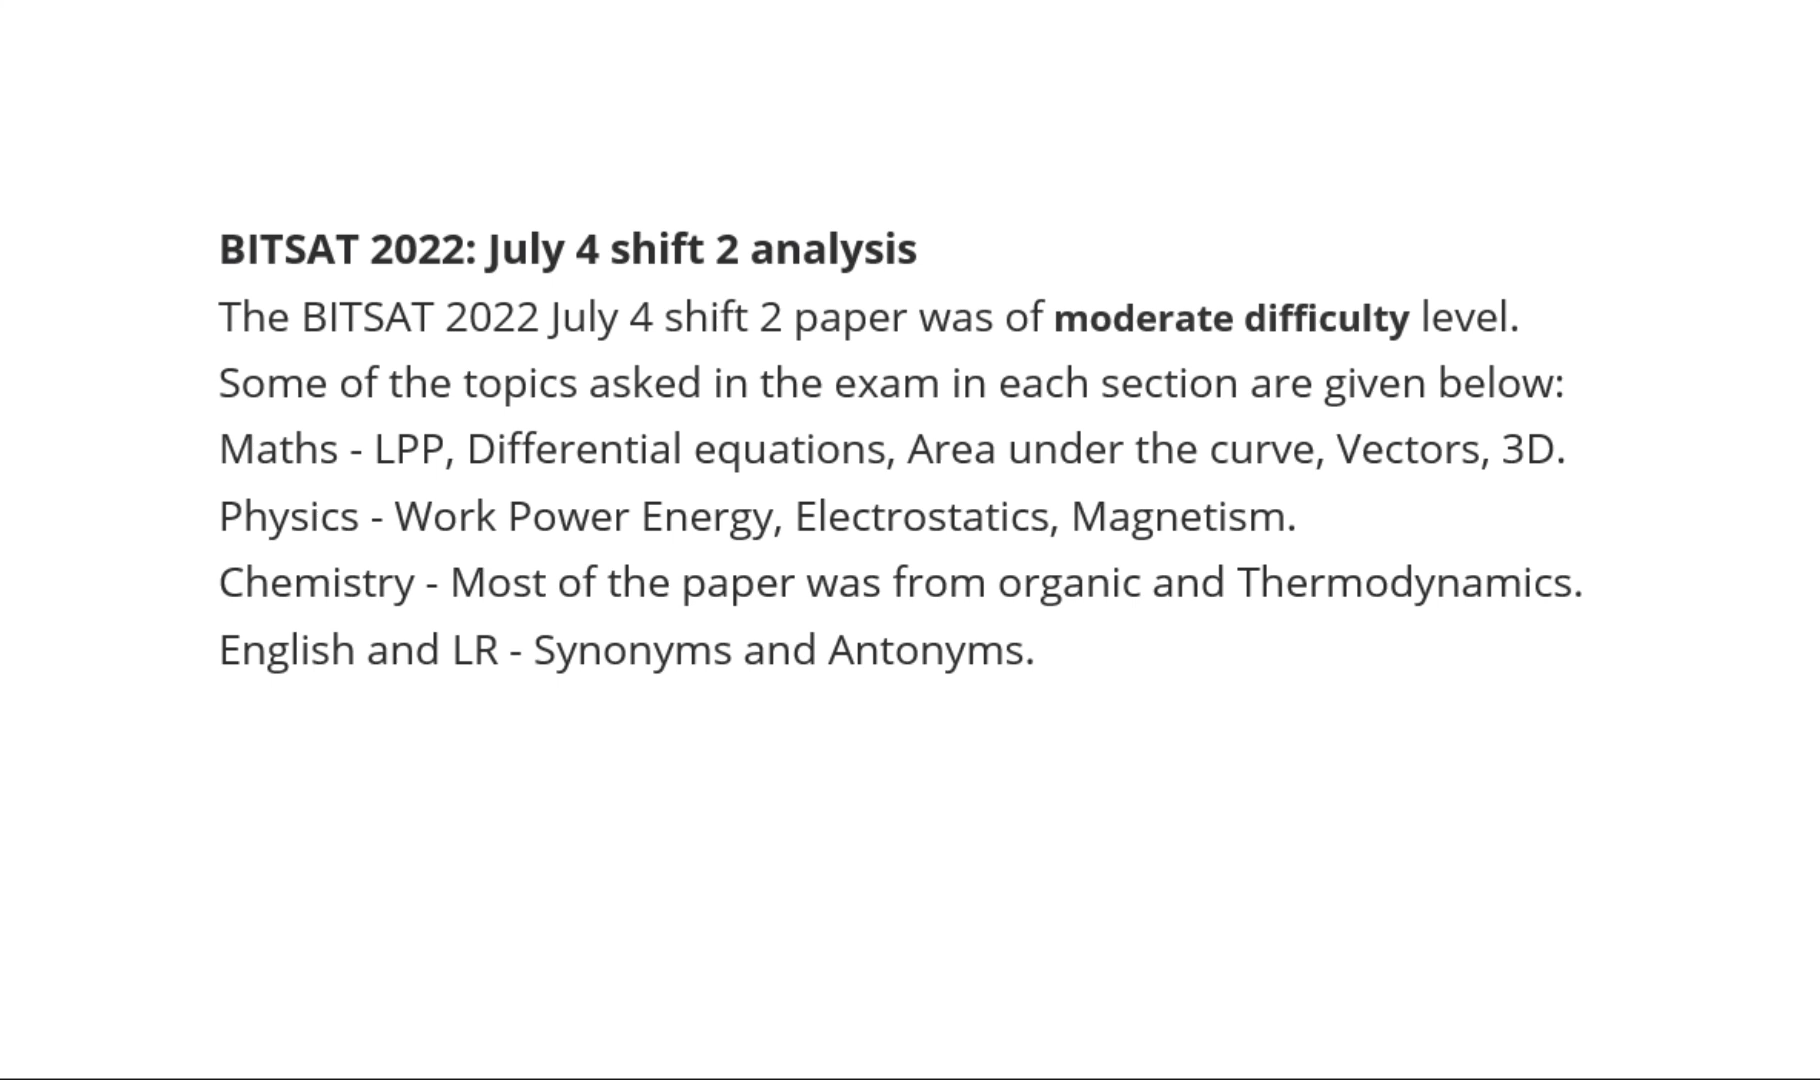 BITSAT 2022: July 4 shift 2 analysis
The BITSAT 2022 July 4 shift 2 paper was of moderate difficulty level.
Some of the topics asked in the exam in each section are given below:
Maths - LPP, Differential equations, Area under the curve, Vectors, 3D.
Physics - Work Power Energy, Electrostatics, Magnetism.
Chemistry - Most of the paper was from organic and Thermodynamics.
English and LR - Synonyms and Antonyms.